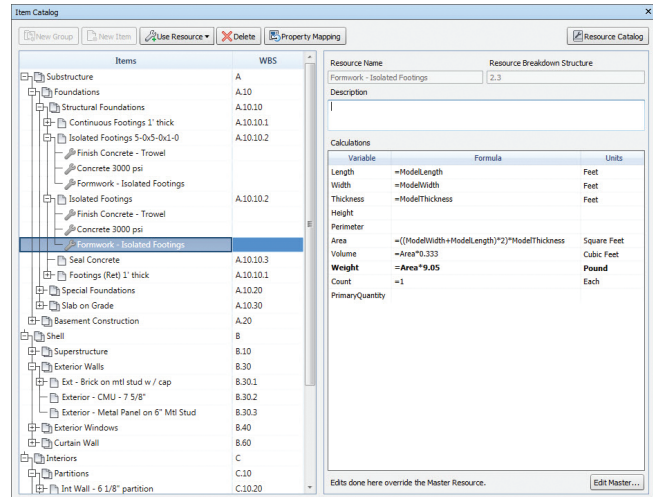 Item Catalog
x
New Group New Item Use Resource Delete Property Mapping Resource Catalog
Items WBS
Substructure A
Foundations A.10
Structural Foundations A.10.10
Continuous Footings 1' thick A.10.10.1
Isolated Footings 5-0x5-0x1-0 A.10.10.2
Finish Concrete - Trowel
Concrete 3000 psi
Formwork - Isolated Footings
Isolated Footings A.10.10.2
Finish Concrete - Trowel
Concrete 3000 psi
Formwork - Isolated Footings
Seal Concrete A.10.10.3
Footings (Ret) 1' thick A.10.10.1
Special Foundations A.10.20
Slab on Grade A.10.30
Basement Construction A.20
Shell B
Superstructure B.10
Exterior Walls B.30
Ext - Brick on mtl stud w / cap B.30.1
Exterior - CMU - 7 5/8" B.30.2
Exterior - Metal Panel on 6" Mtl Stud B.30.3
Exterior Windows B.40
Curtain Wall B.60
Interiors C
Partitions C.10
Int Wall - 6 1/8" partition C.10.20
Resource Name Resource Breakdown Structure
Formwork - Isolated Footings 2.3
Description
Calculations
Variable Formula Units
Length =ModelLength Feet
Width =ModelWidth Feet
Thickness =ModelThickness Feet
Height
Perimeter
Area =((ModelWidth+ModelLength)*2)*ModelThickness Square Feet
Volume =Area*0.333 Cubic Feet
Weight =Area*9.05 Pound
Count =1 Each
PrimaryQuantity
Edits done here override the Master Resource. Edit Master...